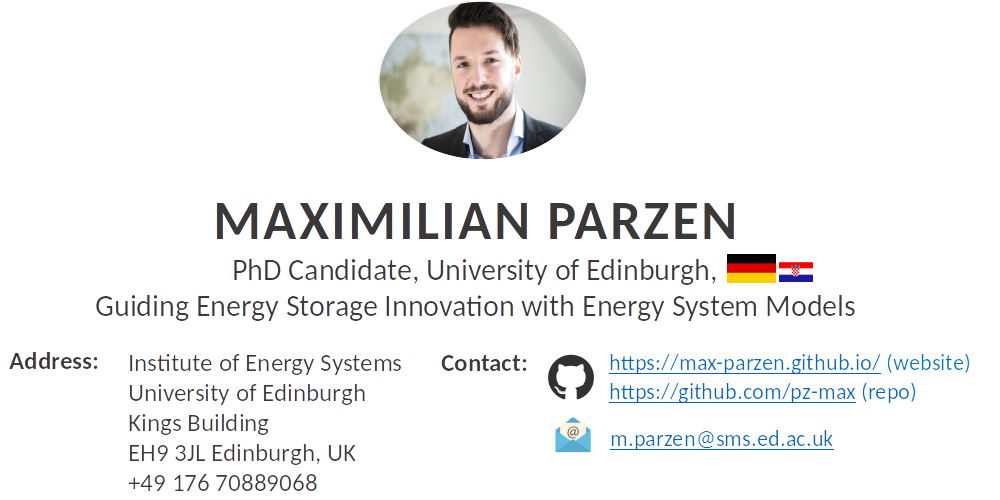 MAXIMILIAN PARZEN
PhD Candidate, University of Edinburgh,
Guiding Energy Storage Innovation with Energy System Models
Address:
Institute of Energy Systems
University of Edinburgh
Kings Building
EH9 3JL Edinburgh, UK
+49 176 70889068
Contact:
https://max-parzen.github.io/ (website)
https://github.com/pz-max (repo)
@
m.parzen@sms.ed.ac.uk